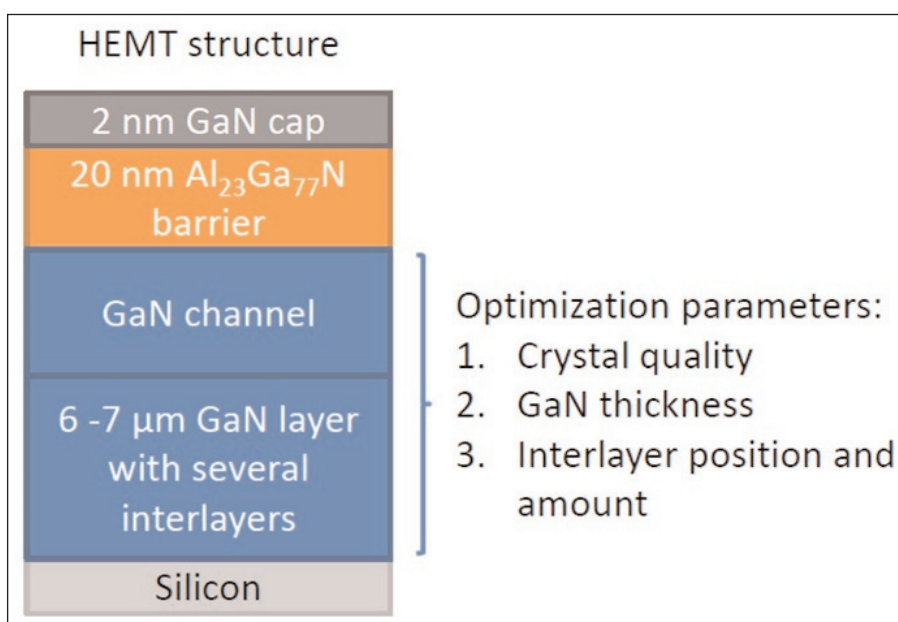 HEMT structure
2 nm GaN cap
20 nm Al₂₃Ga₇₇N
barrier
GaN channel
6 -7 µm GaN layer
with several
interlayers
Silicon
Optimization parameters:
1. Crystal quality
2. GaN thickness
3. Interlayer position and
amount